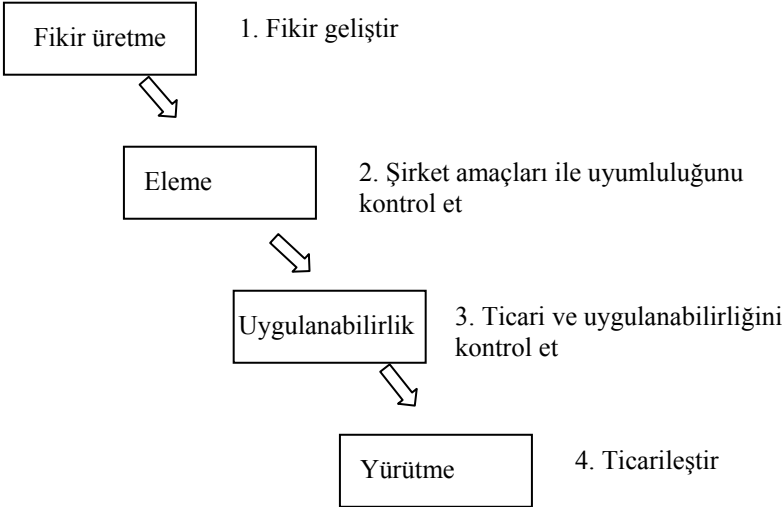 Fikir üretme
1. Fikir geliştir
Eleme
2. Şirket amaçları ile uyumluluğunu
kontrol et
Uygulanabilirlik
3. Ticari ve uygulanabilirliğini
kontrol et
Yürütme
4. Ticarileştir